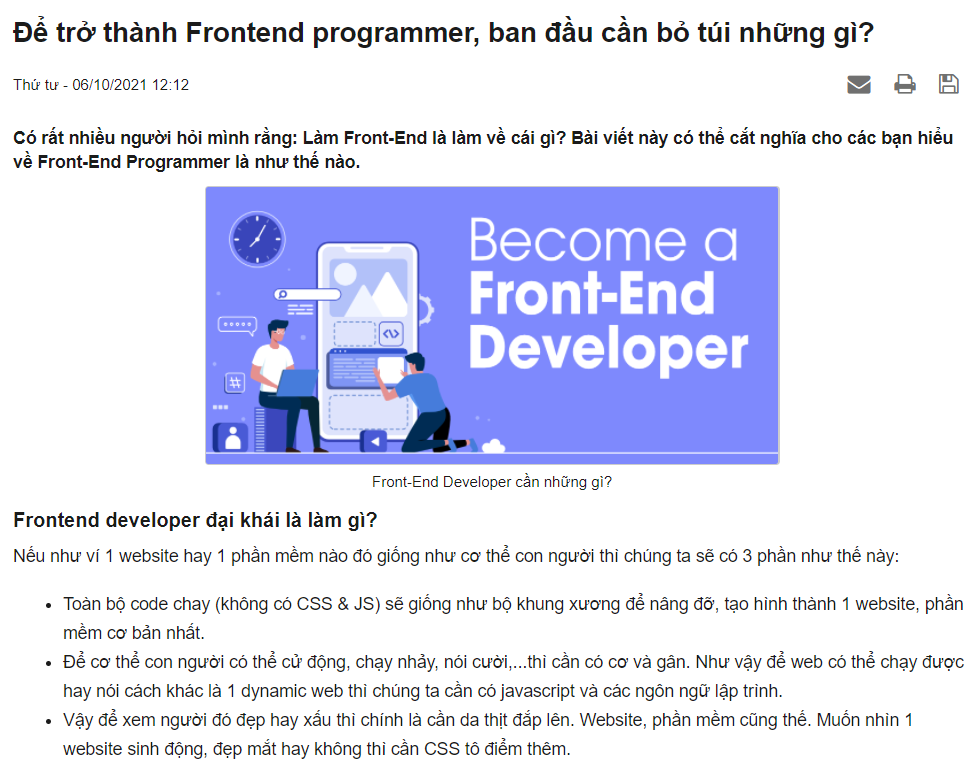 Để trở thành Frontend programmer, ban đầu cần bỏ túi những gì?
Thứ tư - 06/10/2021 12:12
Có rất nhiều người hỏi mình rằng: Làm Front-End là làm về cái gì? Bài viết này có thể cắt nghĩa cho các bạn hiểu
về Front-End Programmer là như thế nào.
Become a
Front-End
Developer
#
Front-End Developer cần những gì?
Frontend developer đại khái là làm gì?
Nếu như ví 1 website hay 1 phần mềm nào đó giống như cơ thể con người thì chúng ta sẽ có 3 phần như thế này:
• Toàn bộ code chay (không có CSS & JS) sẽ giống như bộ khung xương để nâng đỡ, tạo hình thành 1 website, phần
mềm cơ bản nhất.
• Để cơ thể con người có thể cử động, chạy nhảy, nói cười,...thì cần có cơ và gân. Như vậy để web có thể chạy được
hay nói cách khác là 1 dynamic web thì chúng ta cần có javascript và các ngôn ngữ lập trình.
• Vậy để xem người đó đẹp hay xấu thì chính là cần da thịt đắp lên. Website, phần mềm cũng thế. Muốn nhìn 1
website sinh động, đẹp mắt hay không thì cần CSS tô điểm thêm.